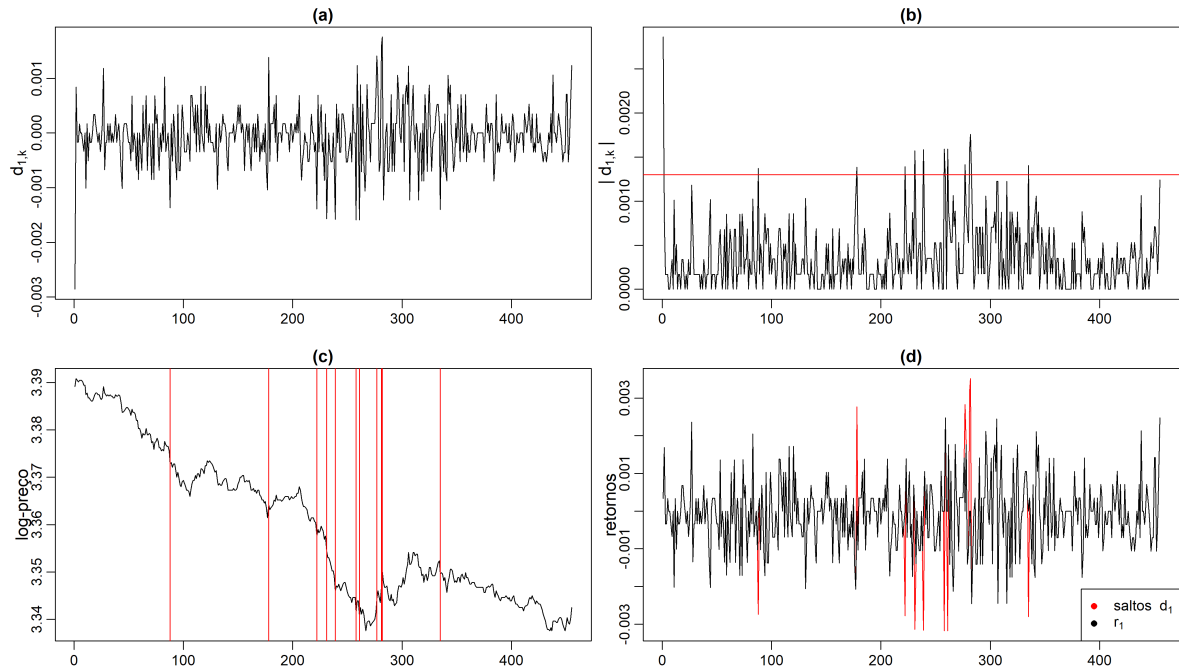 (a)
d1,k
0.001
0.000
-0.001
-0.002
-0.003
0 100 200 300 400
(b)
| d1,k |
0.0020
0.0010
0.0000
0 100 200 300 400
(c)
log-preço
3.39
3.38
3.37
3.36
3.35
3.34
0 100 200 300 400
(d)
retornos
0.003
0.001
-0.001
-0.003
saltos d1
r1
0 100 200 300 400